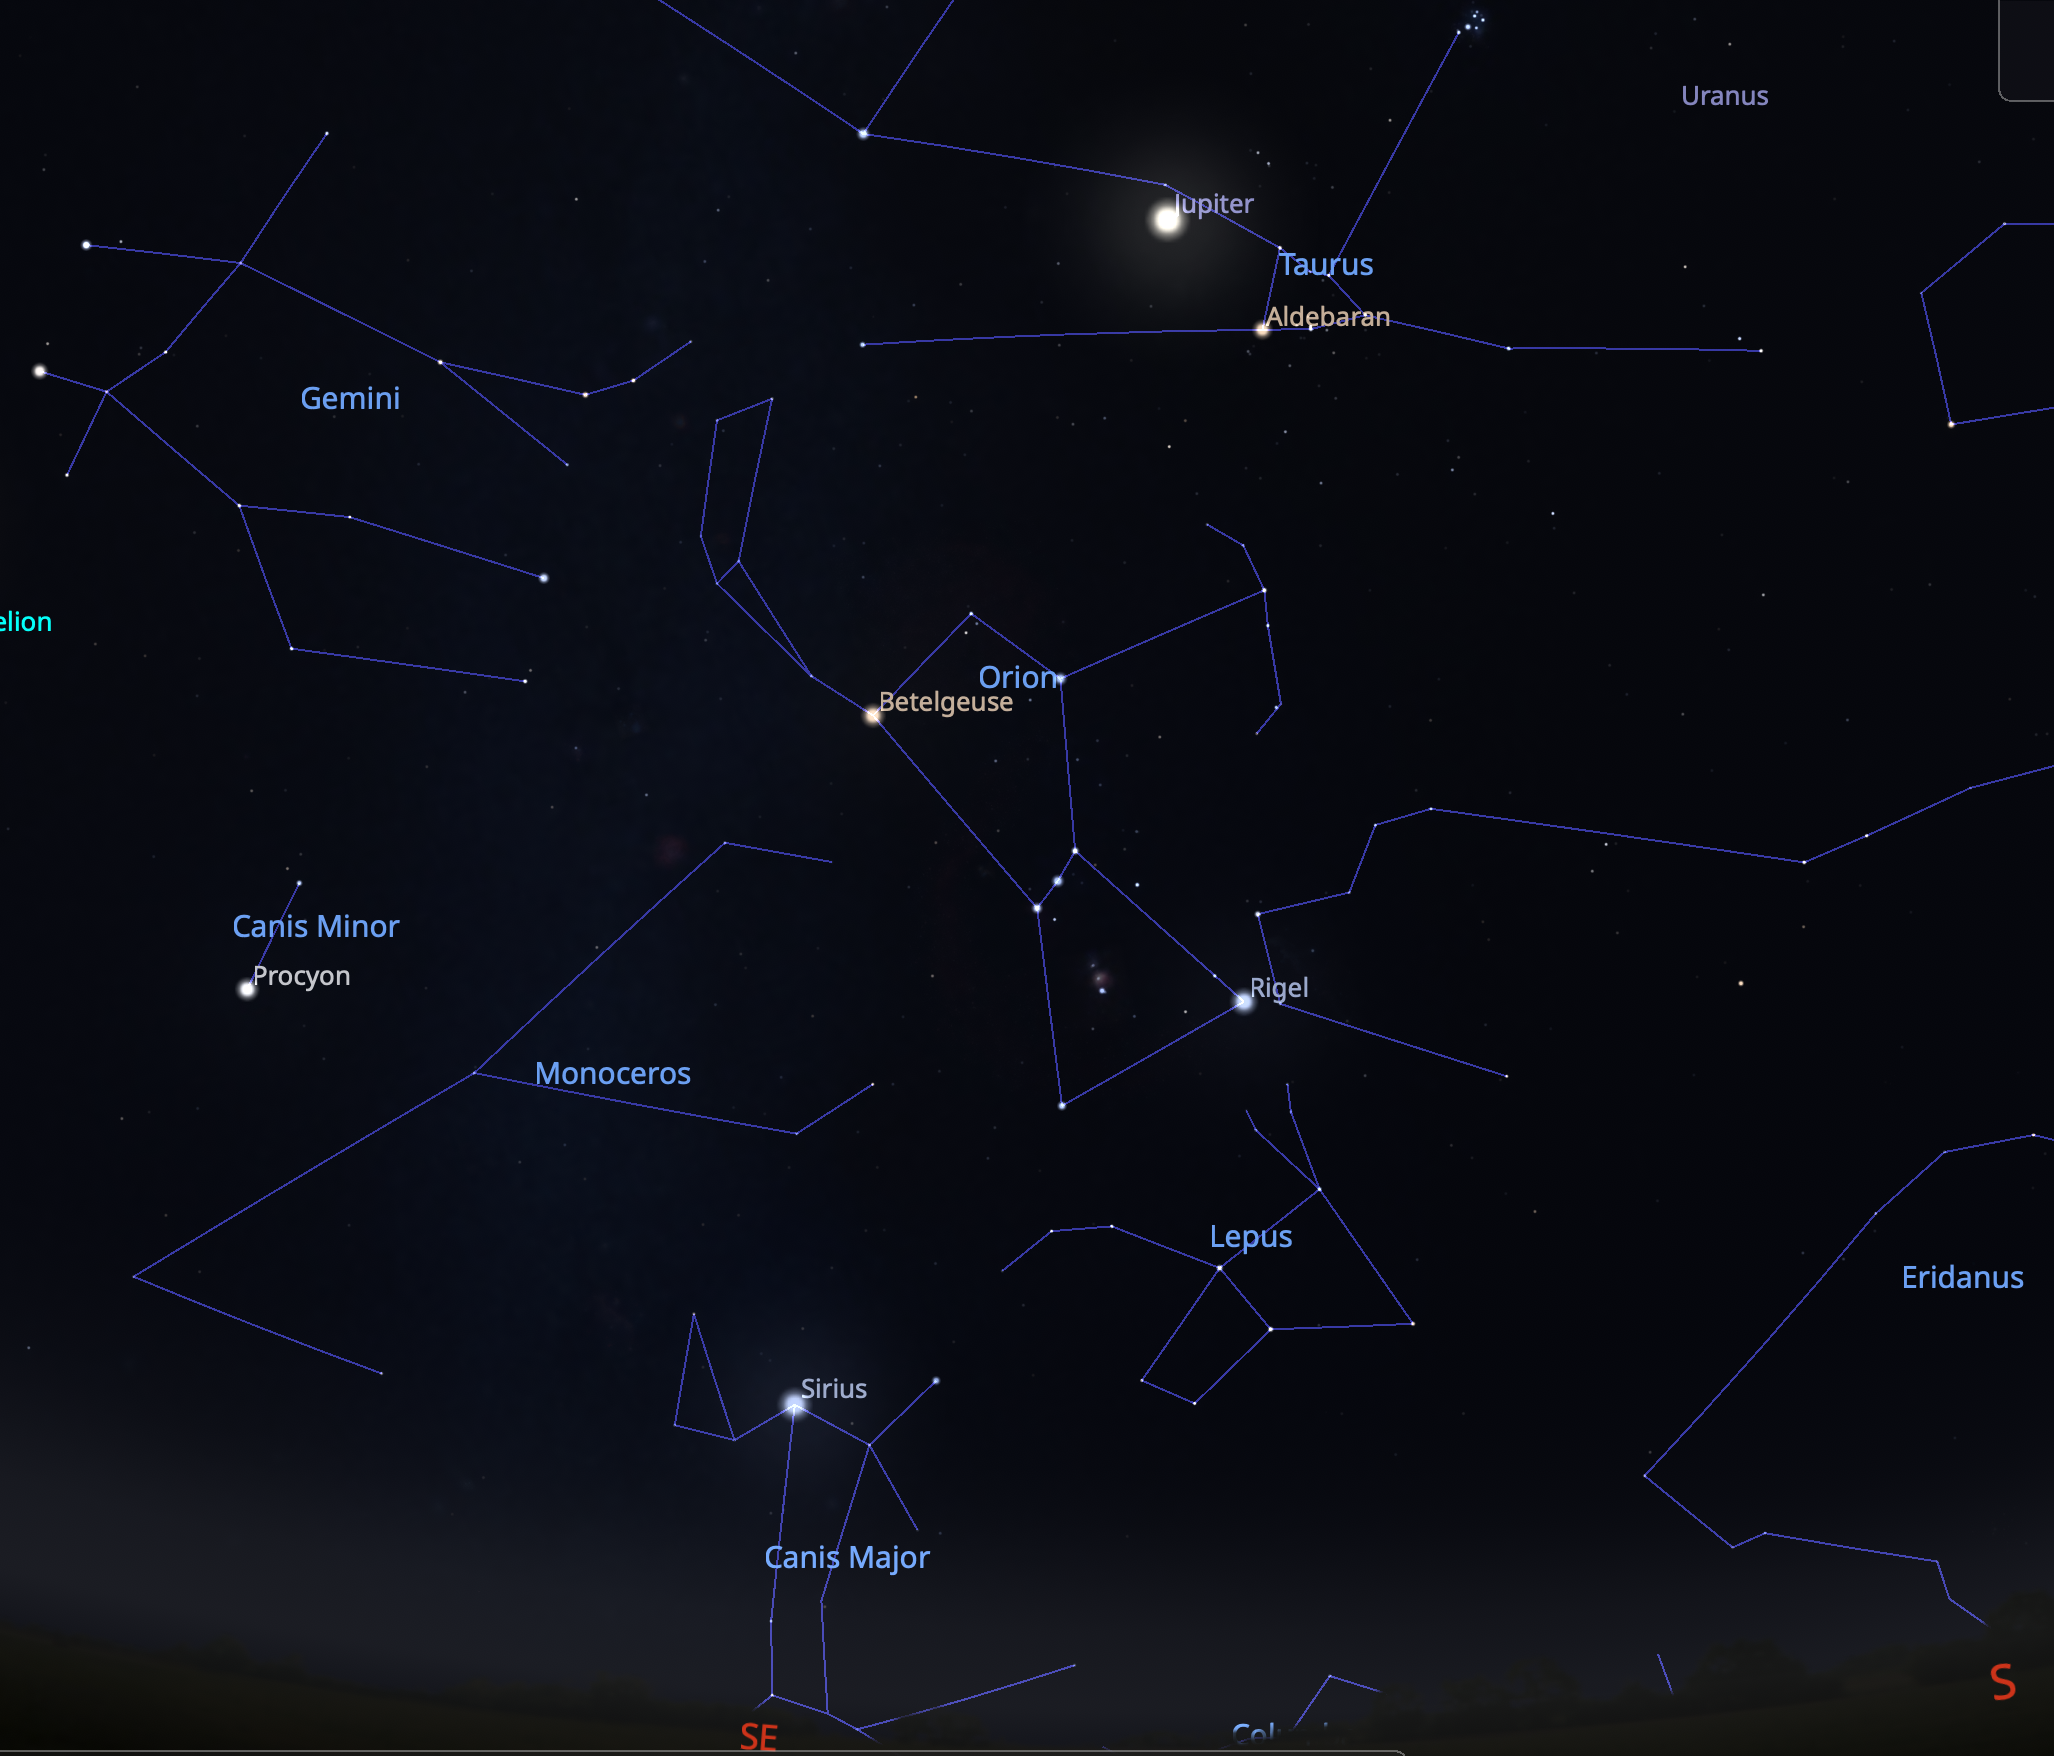 Uranus
Jupiter
Taurus
Aldebaran
Gemini
elion
Orion
Betelgeuse
Canis Minor
Procyon
Rigel
Monoceros
Lepus
Eridanus
Sirius
Canis Major
S
SE
Col